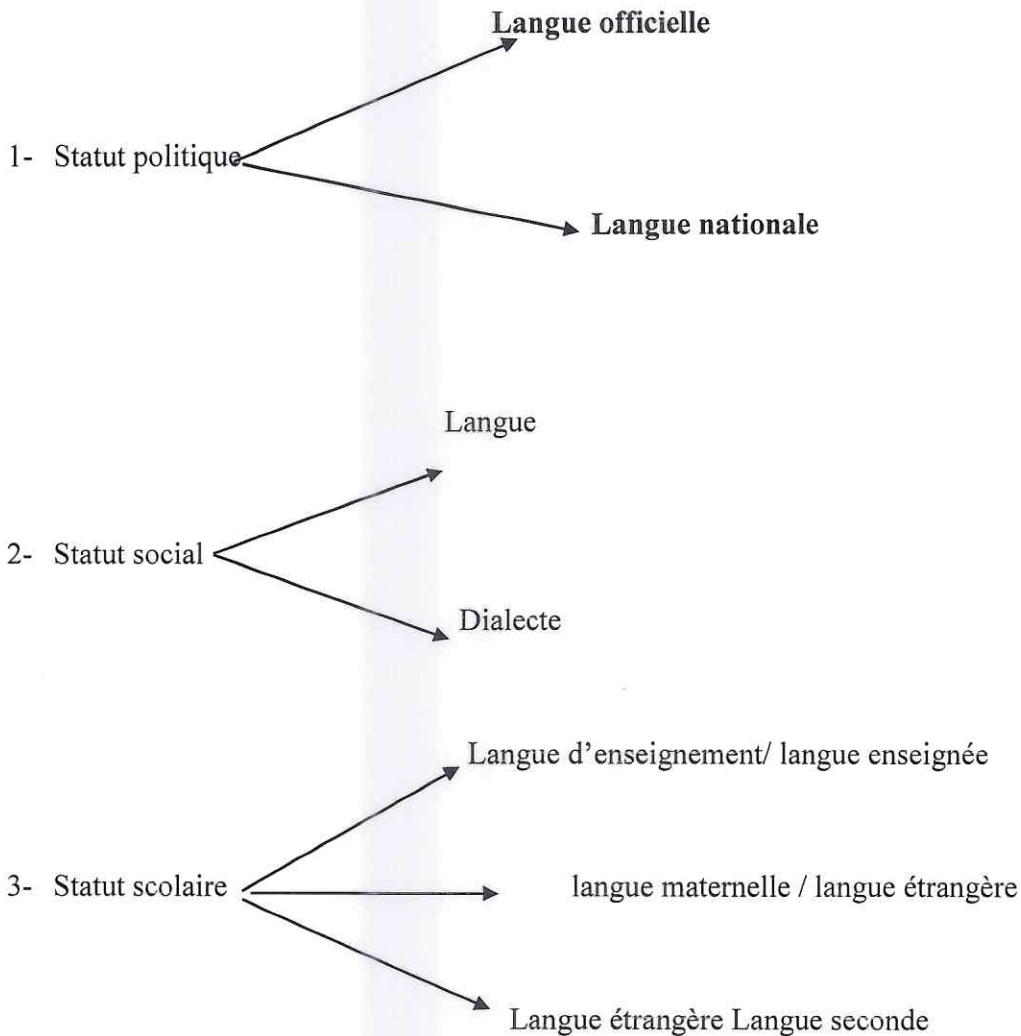 Langue officielle
1- Statut politique
Langue nationale
Langue
2- Statut social
Dialecte
Langue d’enseignement/ langue enseignée
3- Statut scolaire
langue maternelle / langue étrangère
Langue étrangère Langue seconde